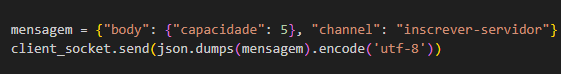 mensagem = {"body": {"capacidade": 5}, "channel": "inscrever-servidor"}
client_socket.send(json.dumps(mensagem).encode('utf-8'))